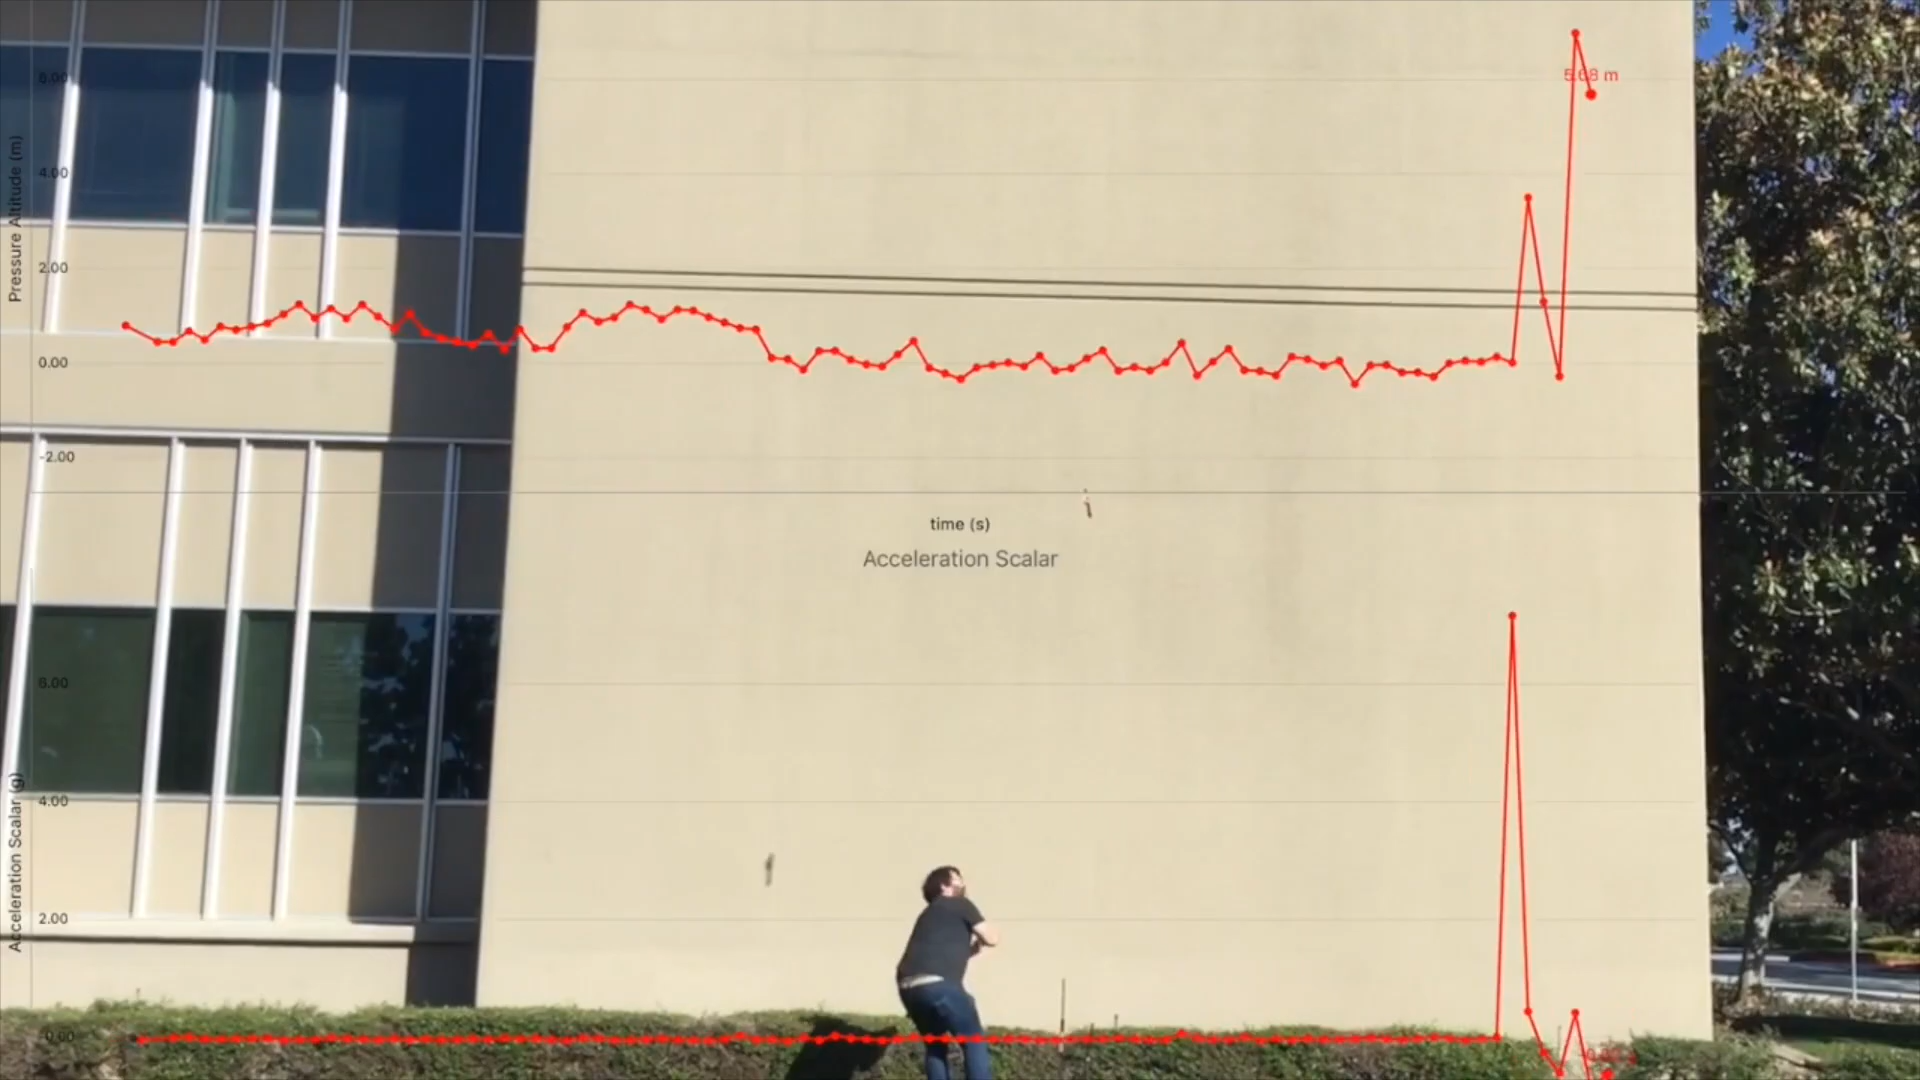 6.00
5.68 m
4.00
Pressure Altitude (m)
2.00
0.00
-2.00
time (s)
Acceleration Scalar
6.00
4.00
Acceleration Scalar (g)
2.00
0.00